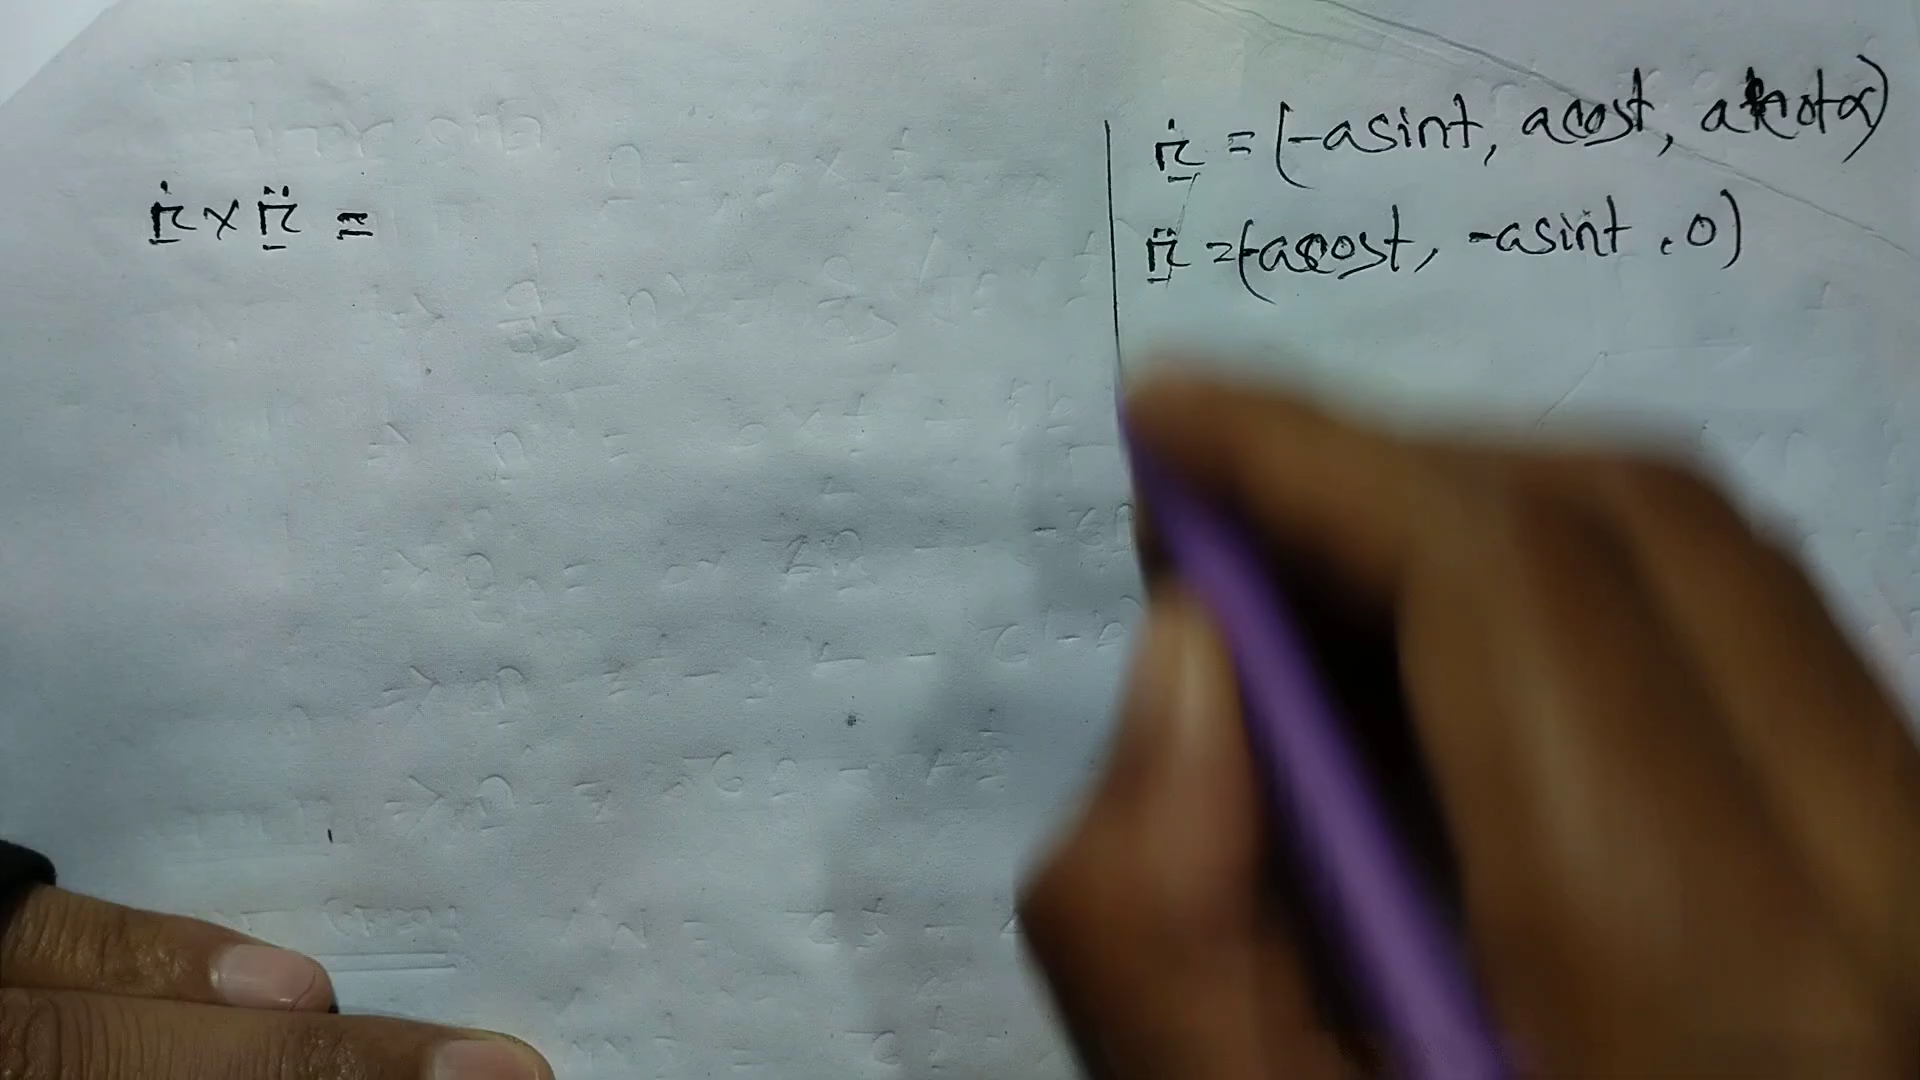 ṙ = (-asint, acost, acotα)
ṙ × r̈ =
r̈ = (-acost, -asint, 0)